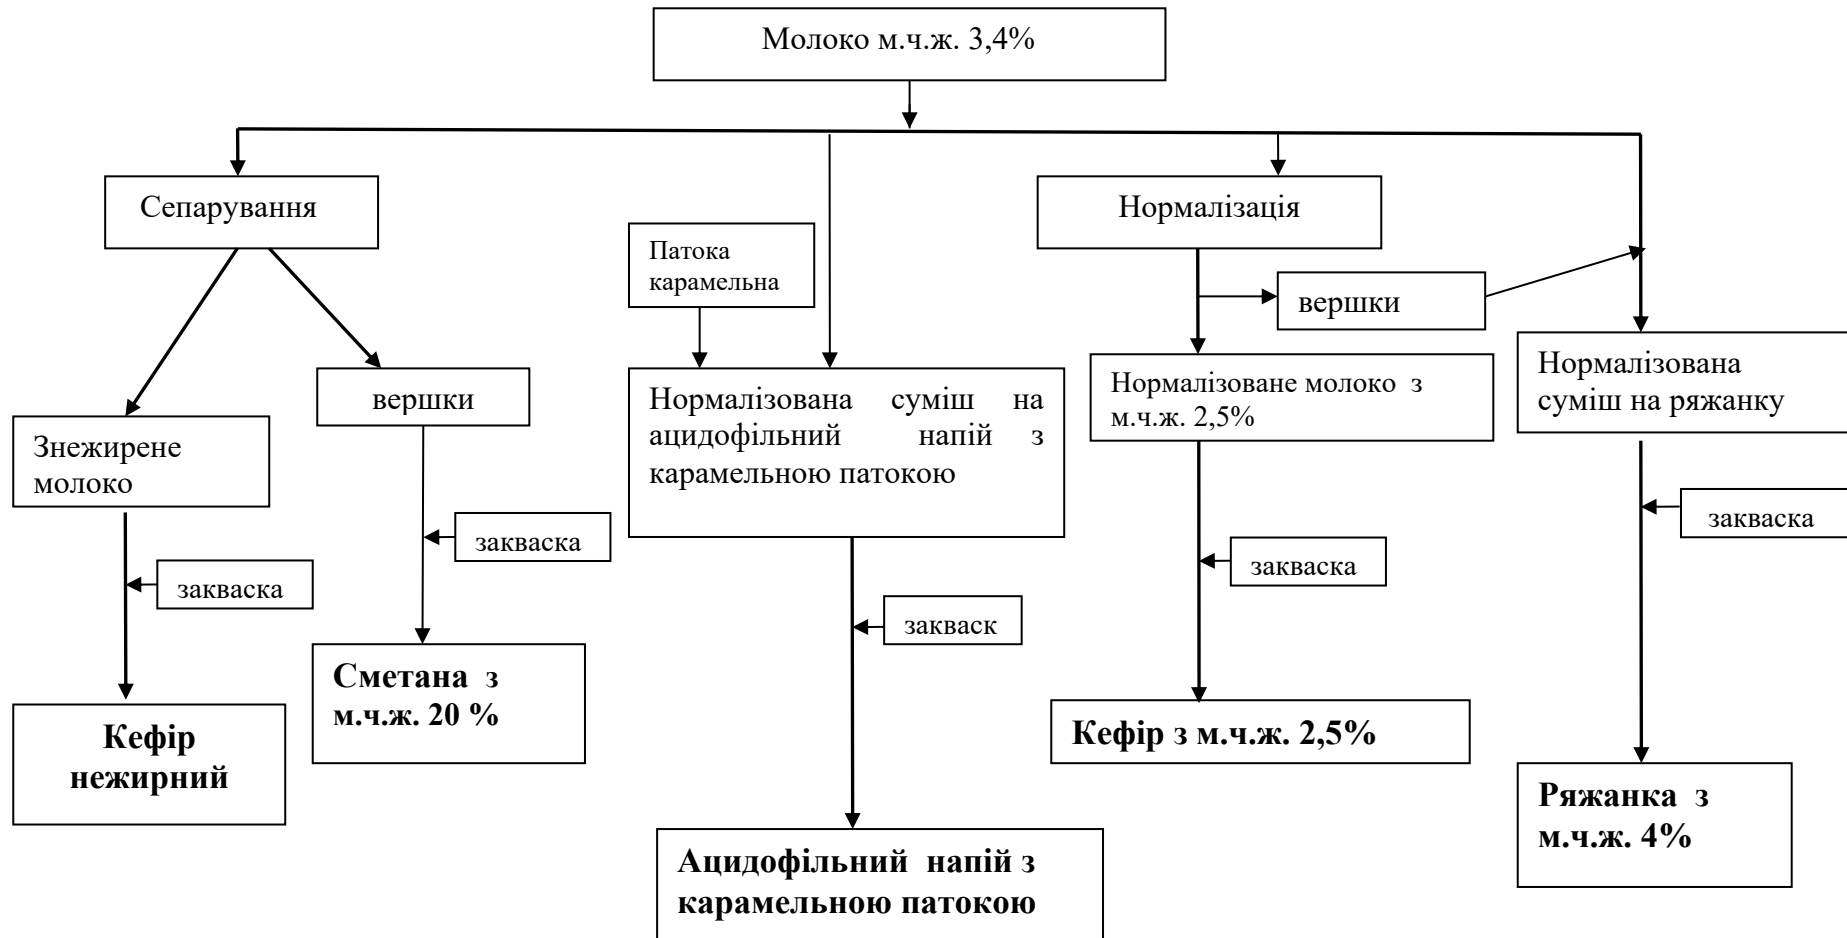 Молоко м.ч.ж. 3,4%
Сепарування
Нормалізація
Патока
карамельна
вершки
Нормалізована
суміш на ряжанку
Нормалізоване молоко з
м.ч.ж. 2,5%
вершки
Нормалізована суміш на
ацидофільний напій з
карамельною патокою
Знежирене
молоко
закваска
закваска
закваска
закваска
закваск
Сметана з
м.ч.ж. 20 %
Кефір
нежирний
Кефір з м.ч.ж. 2,5%
Ряжанка з
м.ч.ж. 4%
Ацидофільний напій з
карамельною патокою